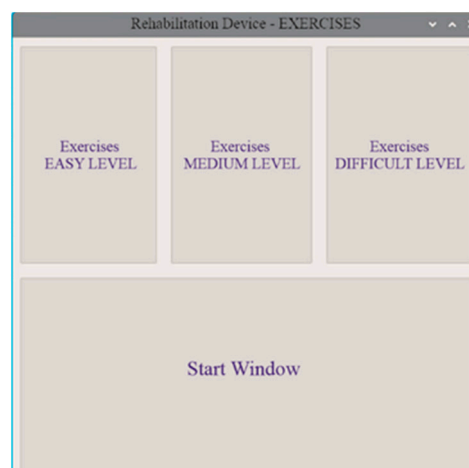 Rehabilitation Device - EXERCISES
Exercises
EASY LEVEL
Exercises
MEDIUM LEVEL
Exercises
DIFFICULT LEVEL
Start Window